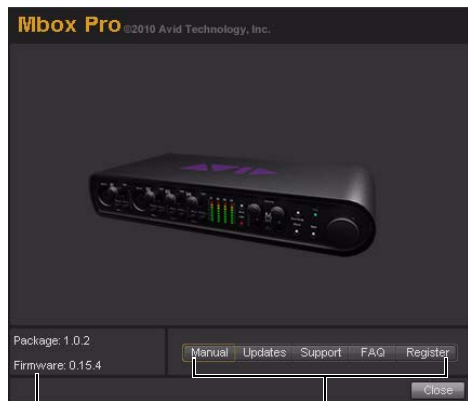 Mbox Pro ©2010 Avid Technology, Inc.
Package: 1.0.2
Firmware: 0.15.4
Manual Updates Support FAQ Register
Close